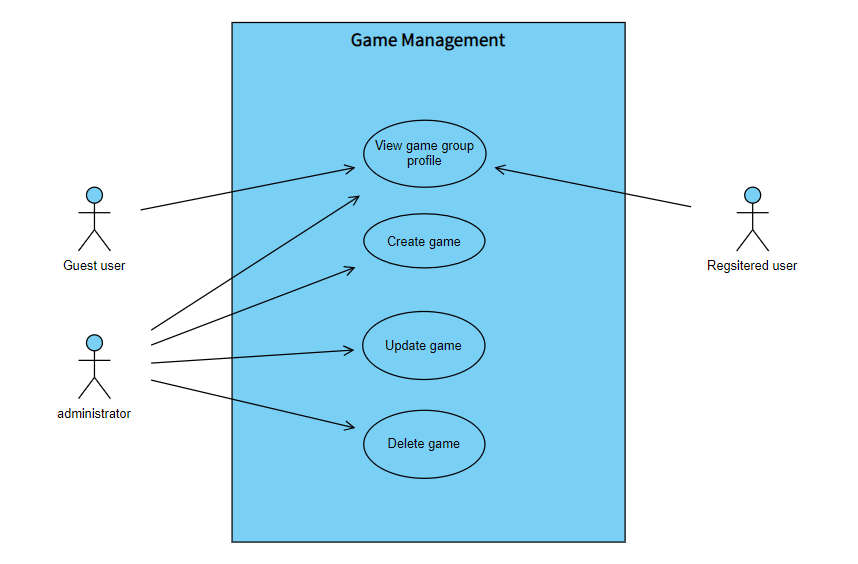 Game Management
View game group
profile
Guest user
Create game
Regsitered user
Update game
administrator
Delete game